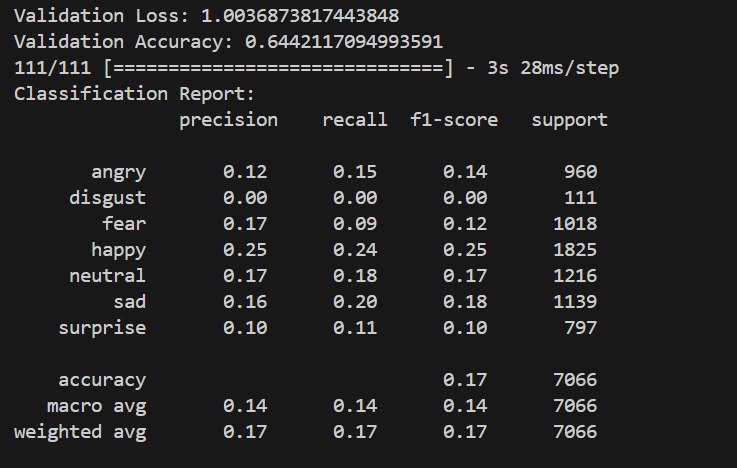 Validation Loss: 1.0036873817443848
Validation Accuracy: 0.6442117094993591
111/111 [==============================] - 3s 28ms/step
Classification Report:
precision recall f1-score support
angry 0.12 0.15 0.14 960
disgust 0.00 0.00 0.00 111
fear 0.17 0.09 0.12 1018
happy 0.25 0.24 0.25 1825
neutral 0.17 0.18 0.17 1216
sad 0.16 0.20 0.18 1139
surprise 0.10 0.11 0.10 797
accuracy 0.17 7066
macro avg 0.14 0.14 0.14 7066
weighted avg 0.17 0.17 0.17 7066